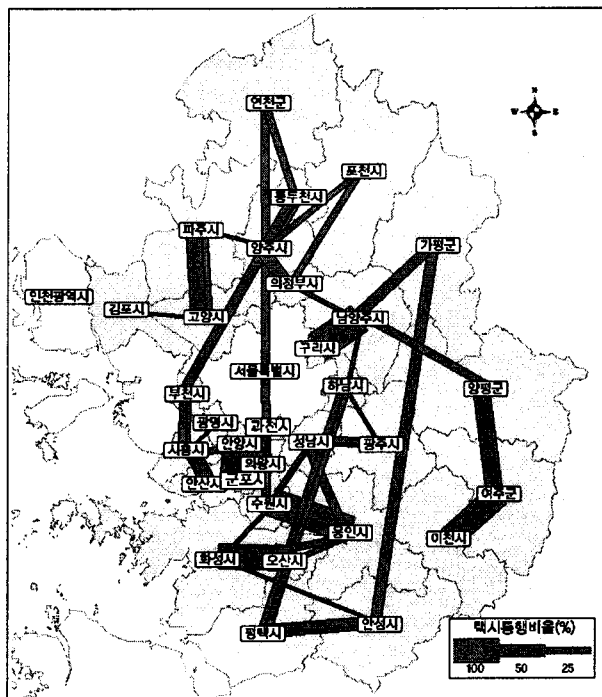 연천군
N
W E
S
포천시
동두천시
파주시
양주시
가평군
의정부시
인천광역시
김포시
고양시
남양주시
구리시
서울특별시
하남시
양평군
부천시
광명시
과천시
시흥시
안양시
성남시
광주시
의왕시
안산시
군포시
수원시
여주군
용인시
이천시
화성시
오산시
평택시
안성시
택시통행비율(%)
100 50 25